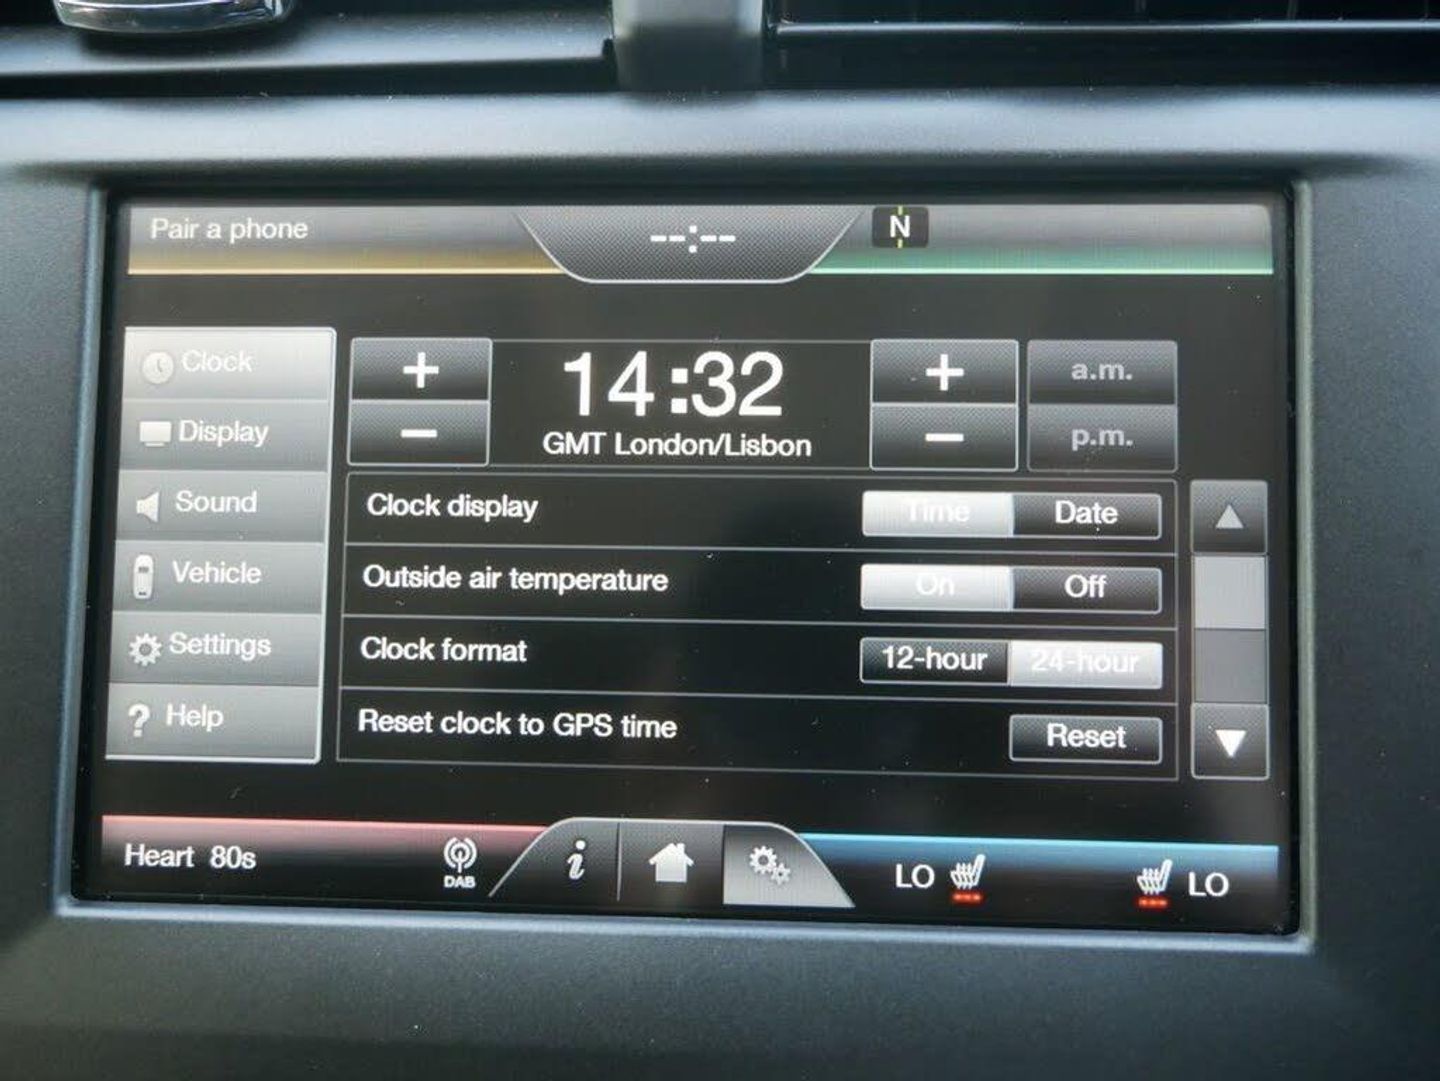 Pair a phone
--:--
N
Clock
Display
Sound
Vehicle
Settings
? Help
+
-
14:32
GMT London/Lisbon
+
-
a.m.
p.m.
Clock display Time Date
Outside air temperature On Off
Clock format 12-hour 24-hour
Reset clock to GPS time Reset
Heart 80s
DAB
i
LO
LO